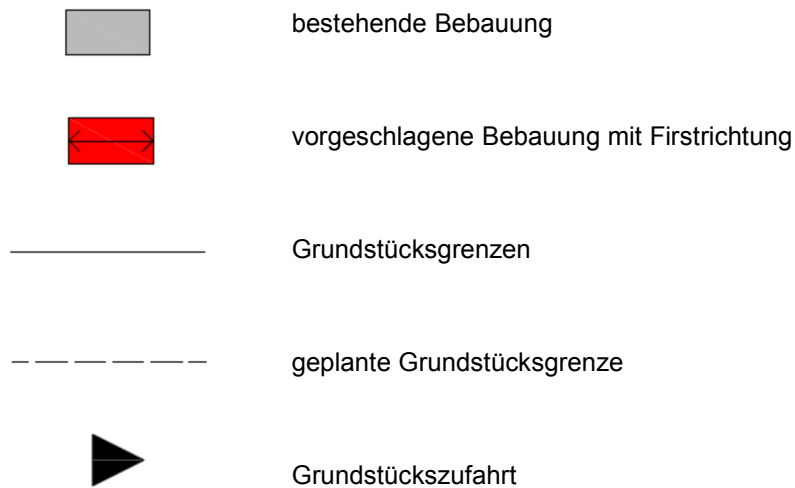 bestehende Bebauung
vorgeschlagene Bebauung mit Firstrichtung
Grundstücksgrenzen
geplante Grundstücksgrenze
Grundstückszufahrt